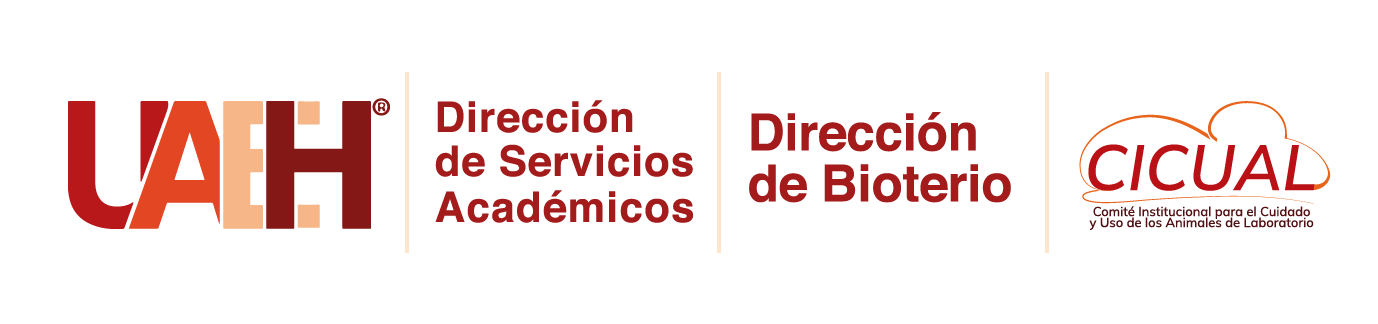 UAEH®
Dirección
de Servicios
Académicos
Dirección
de Bioterio
CICUAL
Comité Institucional para el Cuidado
y Uso de los Animales de Laboratorio